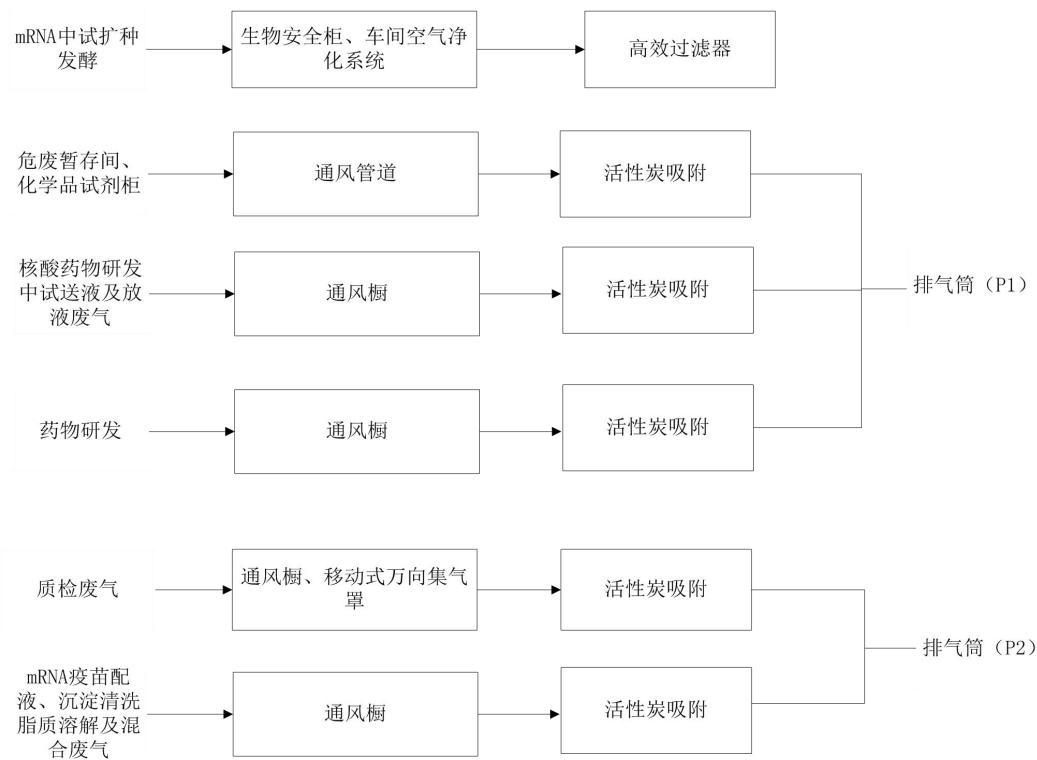 mRNA中试扩种
发酵
生物安全柜、车间空气净
化系统
高效过滤器
危废暂存间、
化学品试剂柜
通风管道
活性炭吸附
核酸药物研发
中试送液及放
液废气
通风橱
活性炭吸附
排气筒（P1）
药物研发
通风橱
活性炭吸附
质检废气
通风橱、移动式万向集气
罩
活性炭吸附
排气筒（P2）
mRNA疫苗配
液、沉淀清洗
脂质溶解及混
合废气
通风橱
活性炭吸附